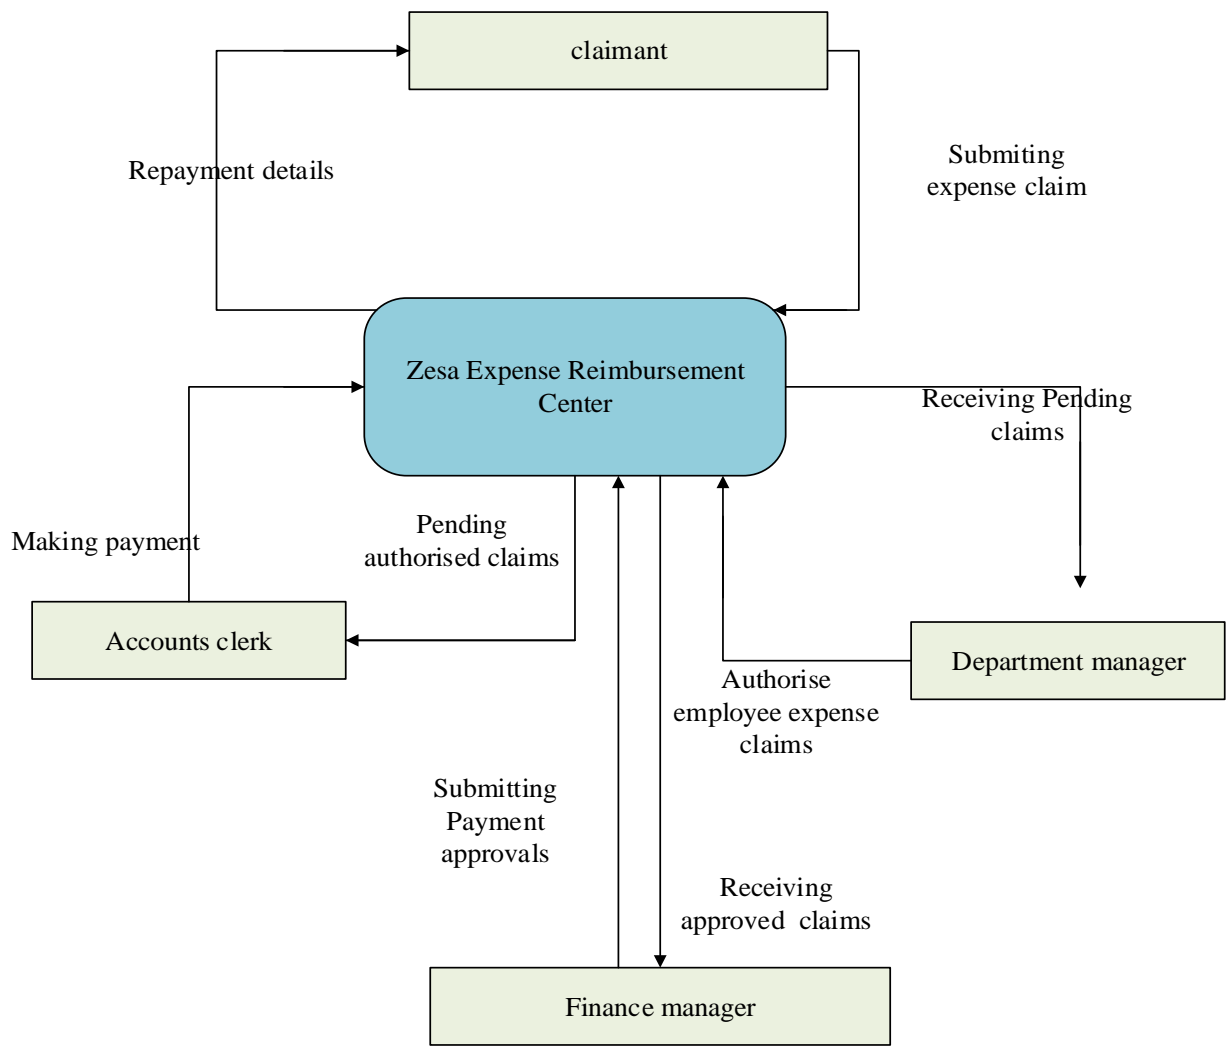 claimant
Repayment details
Submiting
expense claim
Zesa Expense Reimbursement
Center
Receiving Pending
claims
Making payment
Pending
authorised claims
Accounts clerk
Department manager
Authorise
employee expense
claims
Submitting
Payment
approvals
Receiving
approved  claims
Finance manager